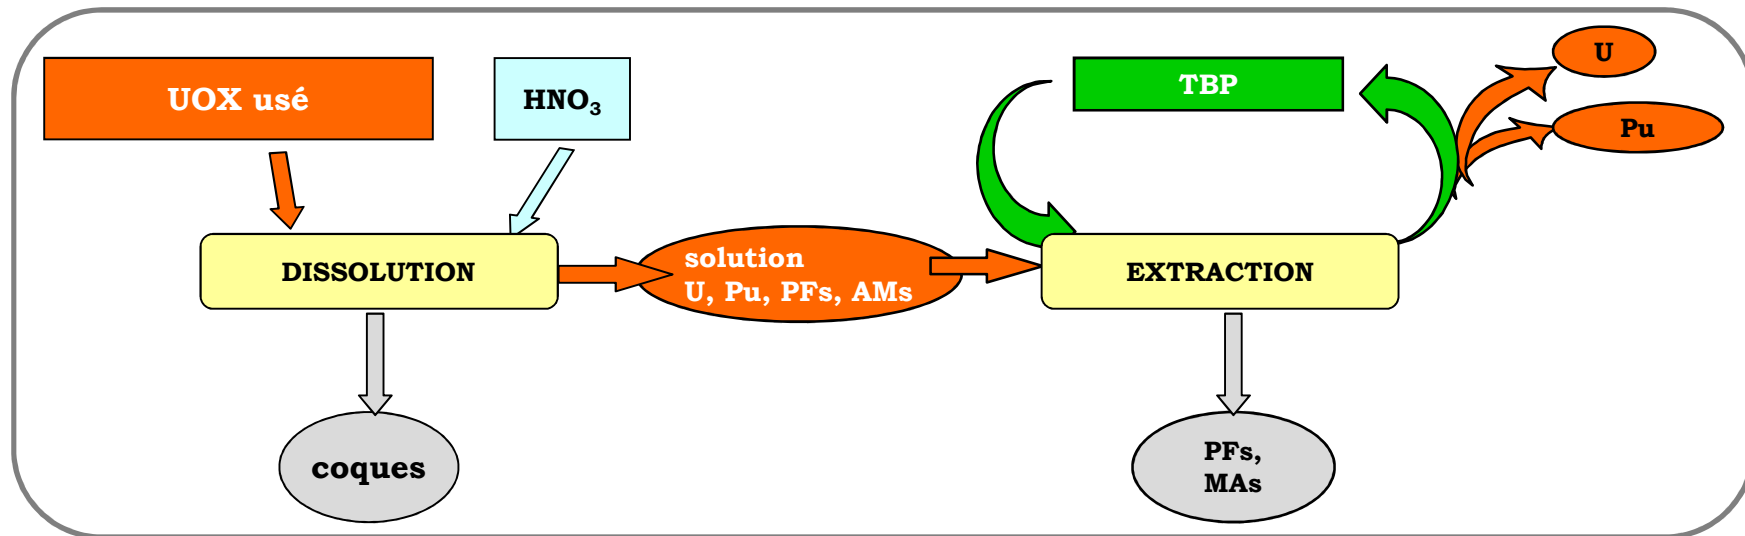 UOX usé
HNO₃
TBP
U
Pu
DISSOLUTION
solution
U, Pu, PFs, AMs
EXTRACTION
coques
PFs,
MAs